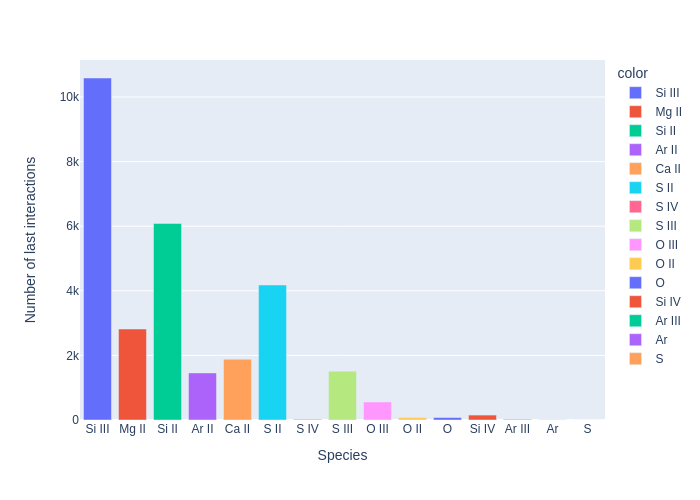 Number of last interactions
10k
8k
6k
4k
2k
0
Si III Mg II Si II Ar II Ca II S II S IV S III O III O II O Si IV Ar III Ar S
Species
color
Si III
Mg II
Si II
Ar II
Ca II
S II
S IV
S III
O III
O II
O
Si IV
Ar III
Ar
S